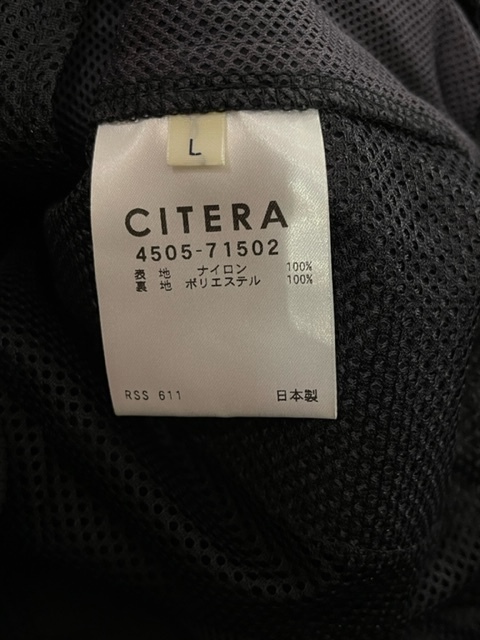 L
CITERA
4505-71502
表 地 ナイロン 100%
裏 地 ポリエステル 100%
RSS 611 日本製